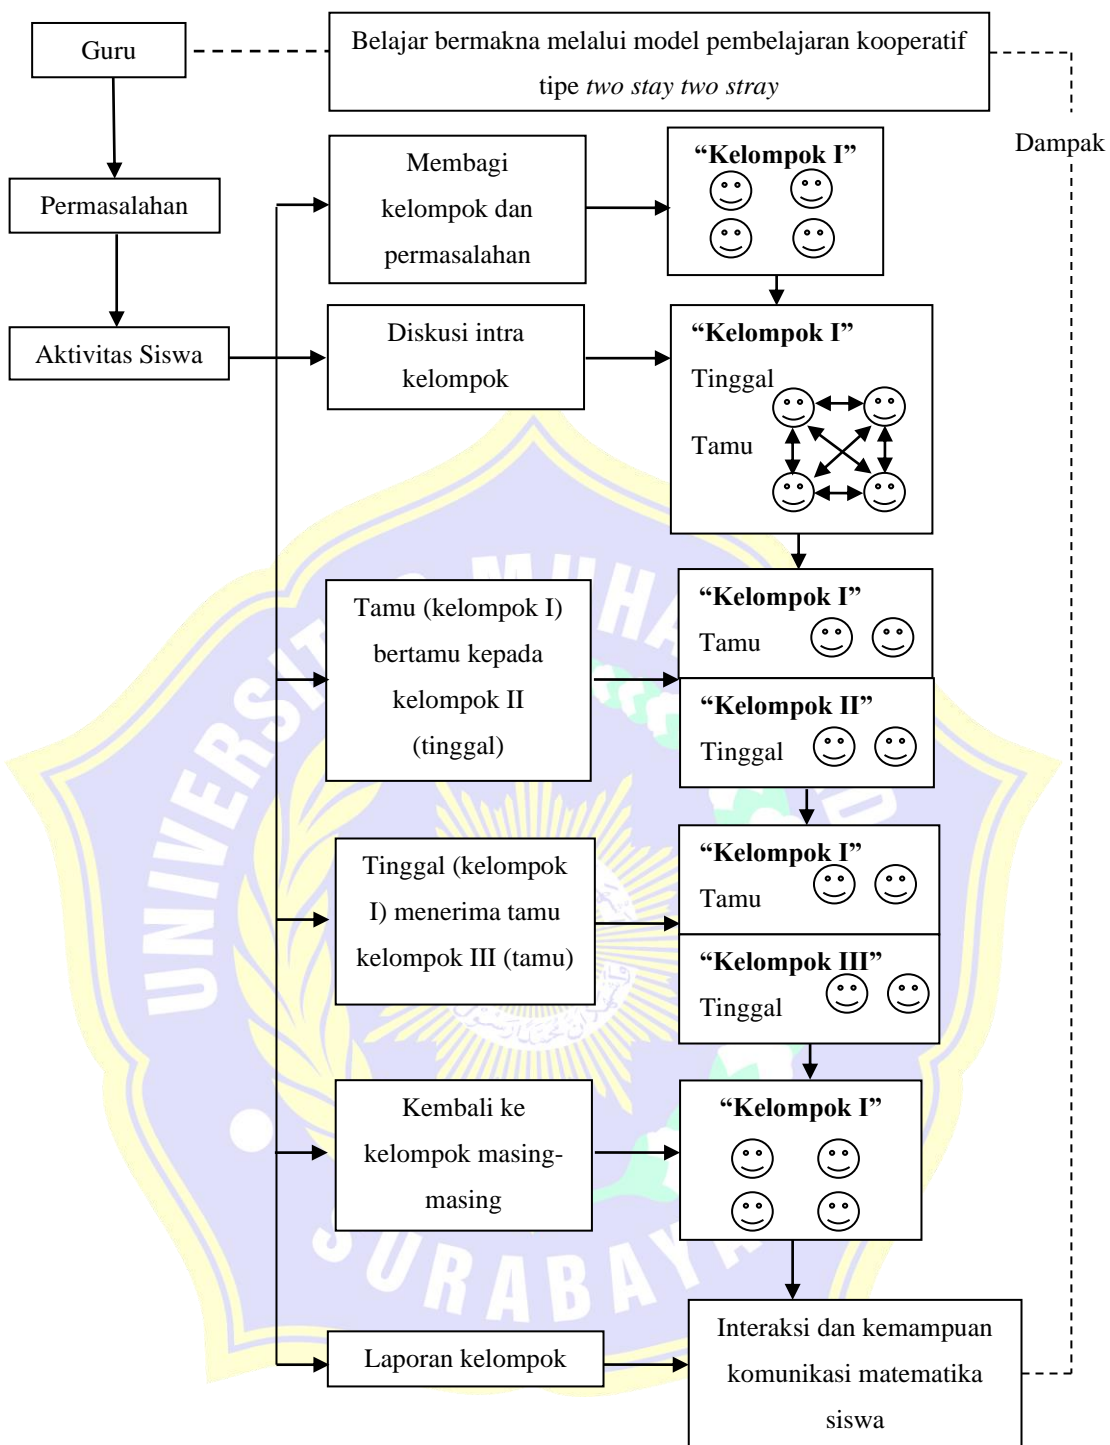 Guru
Belajar bermakna melalui model pembelajaran kooperatif
tipe two stay two stray
Dampak
Permasalahan
Membagi
kelompok dan
permasalahan
“Kelompok I”
Aktivitas Siswa
Diskusi intra
kelompok
“Kelompok I”
Tinggal
Tamu
Tamu (kelompok I)
bertamu kepada
kelompok II
(tinggal)
“Kelompok I”
Tamu
“Kelompok II”
Tinggal
Tinggal (kelompok
I) menerima tamu
kelompok III (tamu)
“Kelompok I”
Tamu
“Kelompok III”
Tinggal
Kembali ke
kelompok masing-
masing
“Kelompok I”
Laporan kelompok
Interaksi dan kemampuan
komunikasi matematika
siswa
SURABAYA